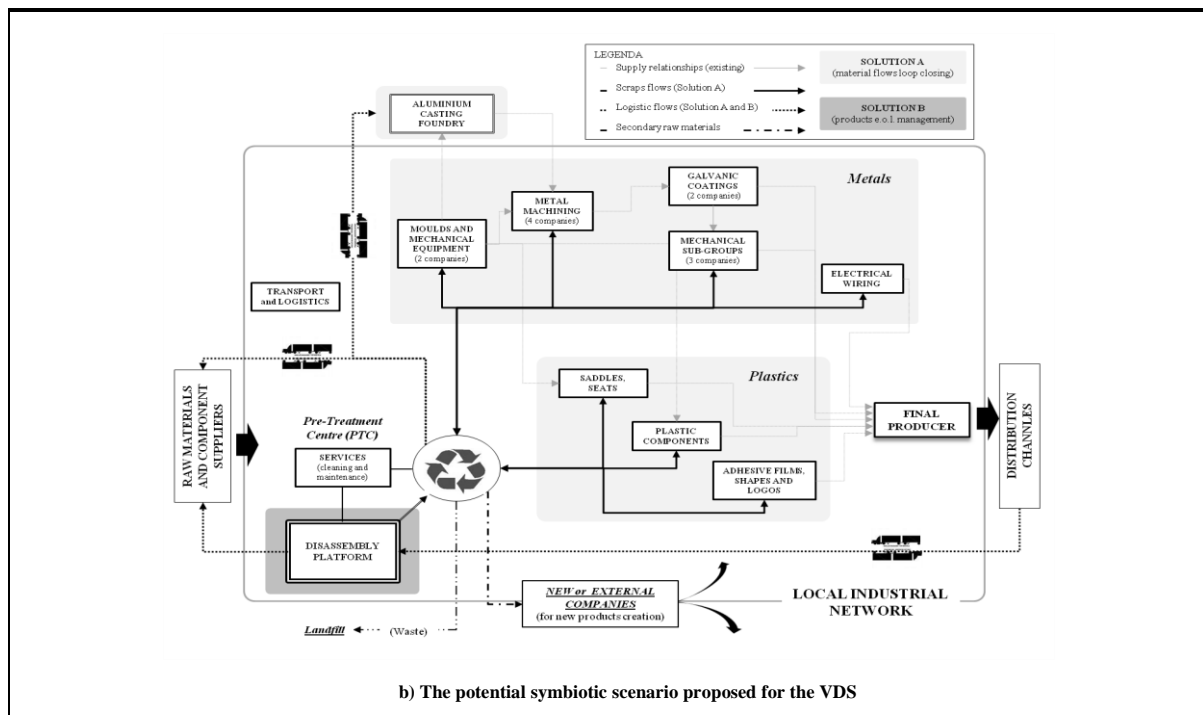 LEGENDA
Supply relationships (existing)
Scraps flows (Solution A)
Logistic flows (Solution A and B)
Secondary raw materials
SOLUTION A
(material flows loop closing)
SOLUTION B
(products e.o.l management)
ALUMINIUM
CASTING
FOUNDRY
Metals
GALVANIC
COATINGS
(2 companies)
METAL
MACHINING
(4 companies)
MOULDS AND
MECHANICAL
EQUIPMENT
(2 companies)
MECHANICAL
SUB-GROUPS
(3 companies)
ELECTRICAL
WIRING
TRANSPORT
and LOGISTICS
RAW MATERIALS
AND COMPONENT
SUPPLIERS
Plastics
SADDLES,
SEATS
PLASTIC
COMPONENTS
ADHESIVE FILMS,
SHAPES AND
LOGOS
FINAL
PRODUCER
DISTRIBUTION
CHANNLES
Pre-Treatment
Centre (PTC)
SERVICES
(cleaning and
maintenance)
DISASSEMBLY
PLATFORM
NEW or EXTERNAL
COMPANIES
(for new products creation)
LOCAL INDUSTRIAL
NETWORK
Landfill
(Waste)
b) The potential symbiotic scenario proposed for the VDS